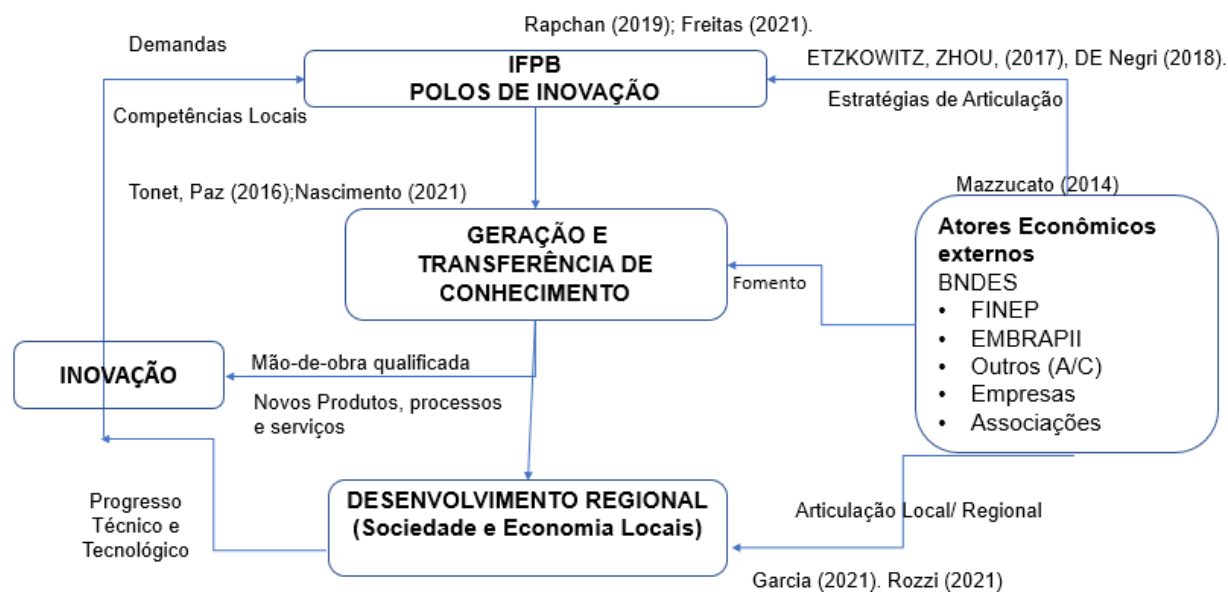 Rapchan (2019); Freitas (2021).
Demandas
ETZKOWITZ, ZHOU, (2017), DE Negri (2018).
IFPB
POLOS DE INOVAÇÃO
Estratégias de Articulação
Competências Locais
Tonet, Paz (2016);Nascimento (2021)
Mazzucato (2014)
GERAÇÃO E
TRANSFERÊNCIA DE
CONHECIMENTO
Fomento
Atores Econômicos
externos
BNDES
• FINEP
• EMBRAPII
• Outros (A/C)
• Empresas
• Associações
INOVAÇÃO
Mão-de-obra qualificada
Novos Produtos, processos
e serviços
DESENVOLVIMENTO REGIONAL
(Sociedade e Economia Locais)
Progresso
Técnico e
Tecnológico
Articulação Local/ Regional
Garcia (2021). Rozzi (2021)